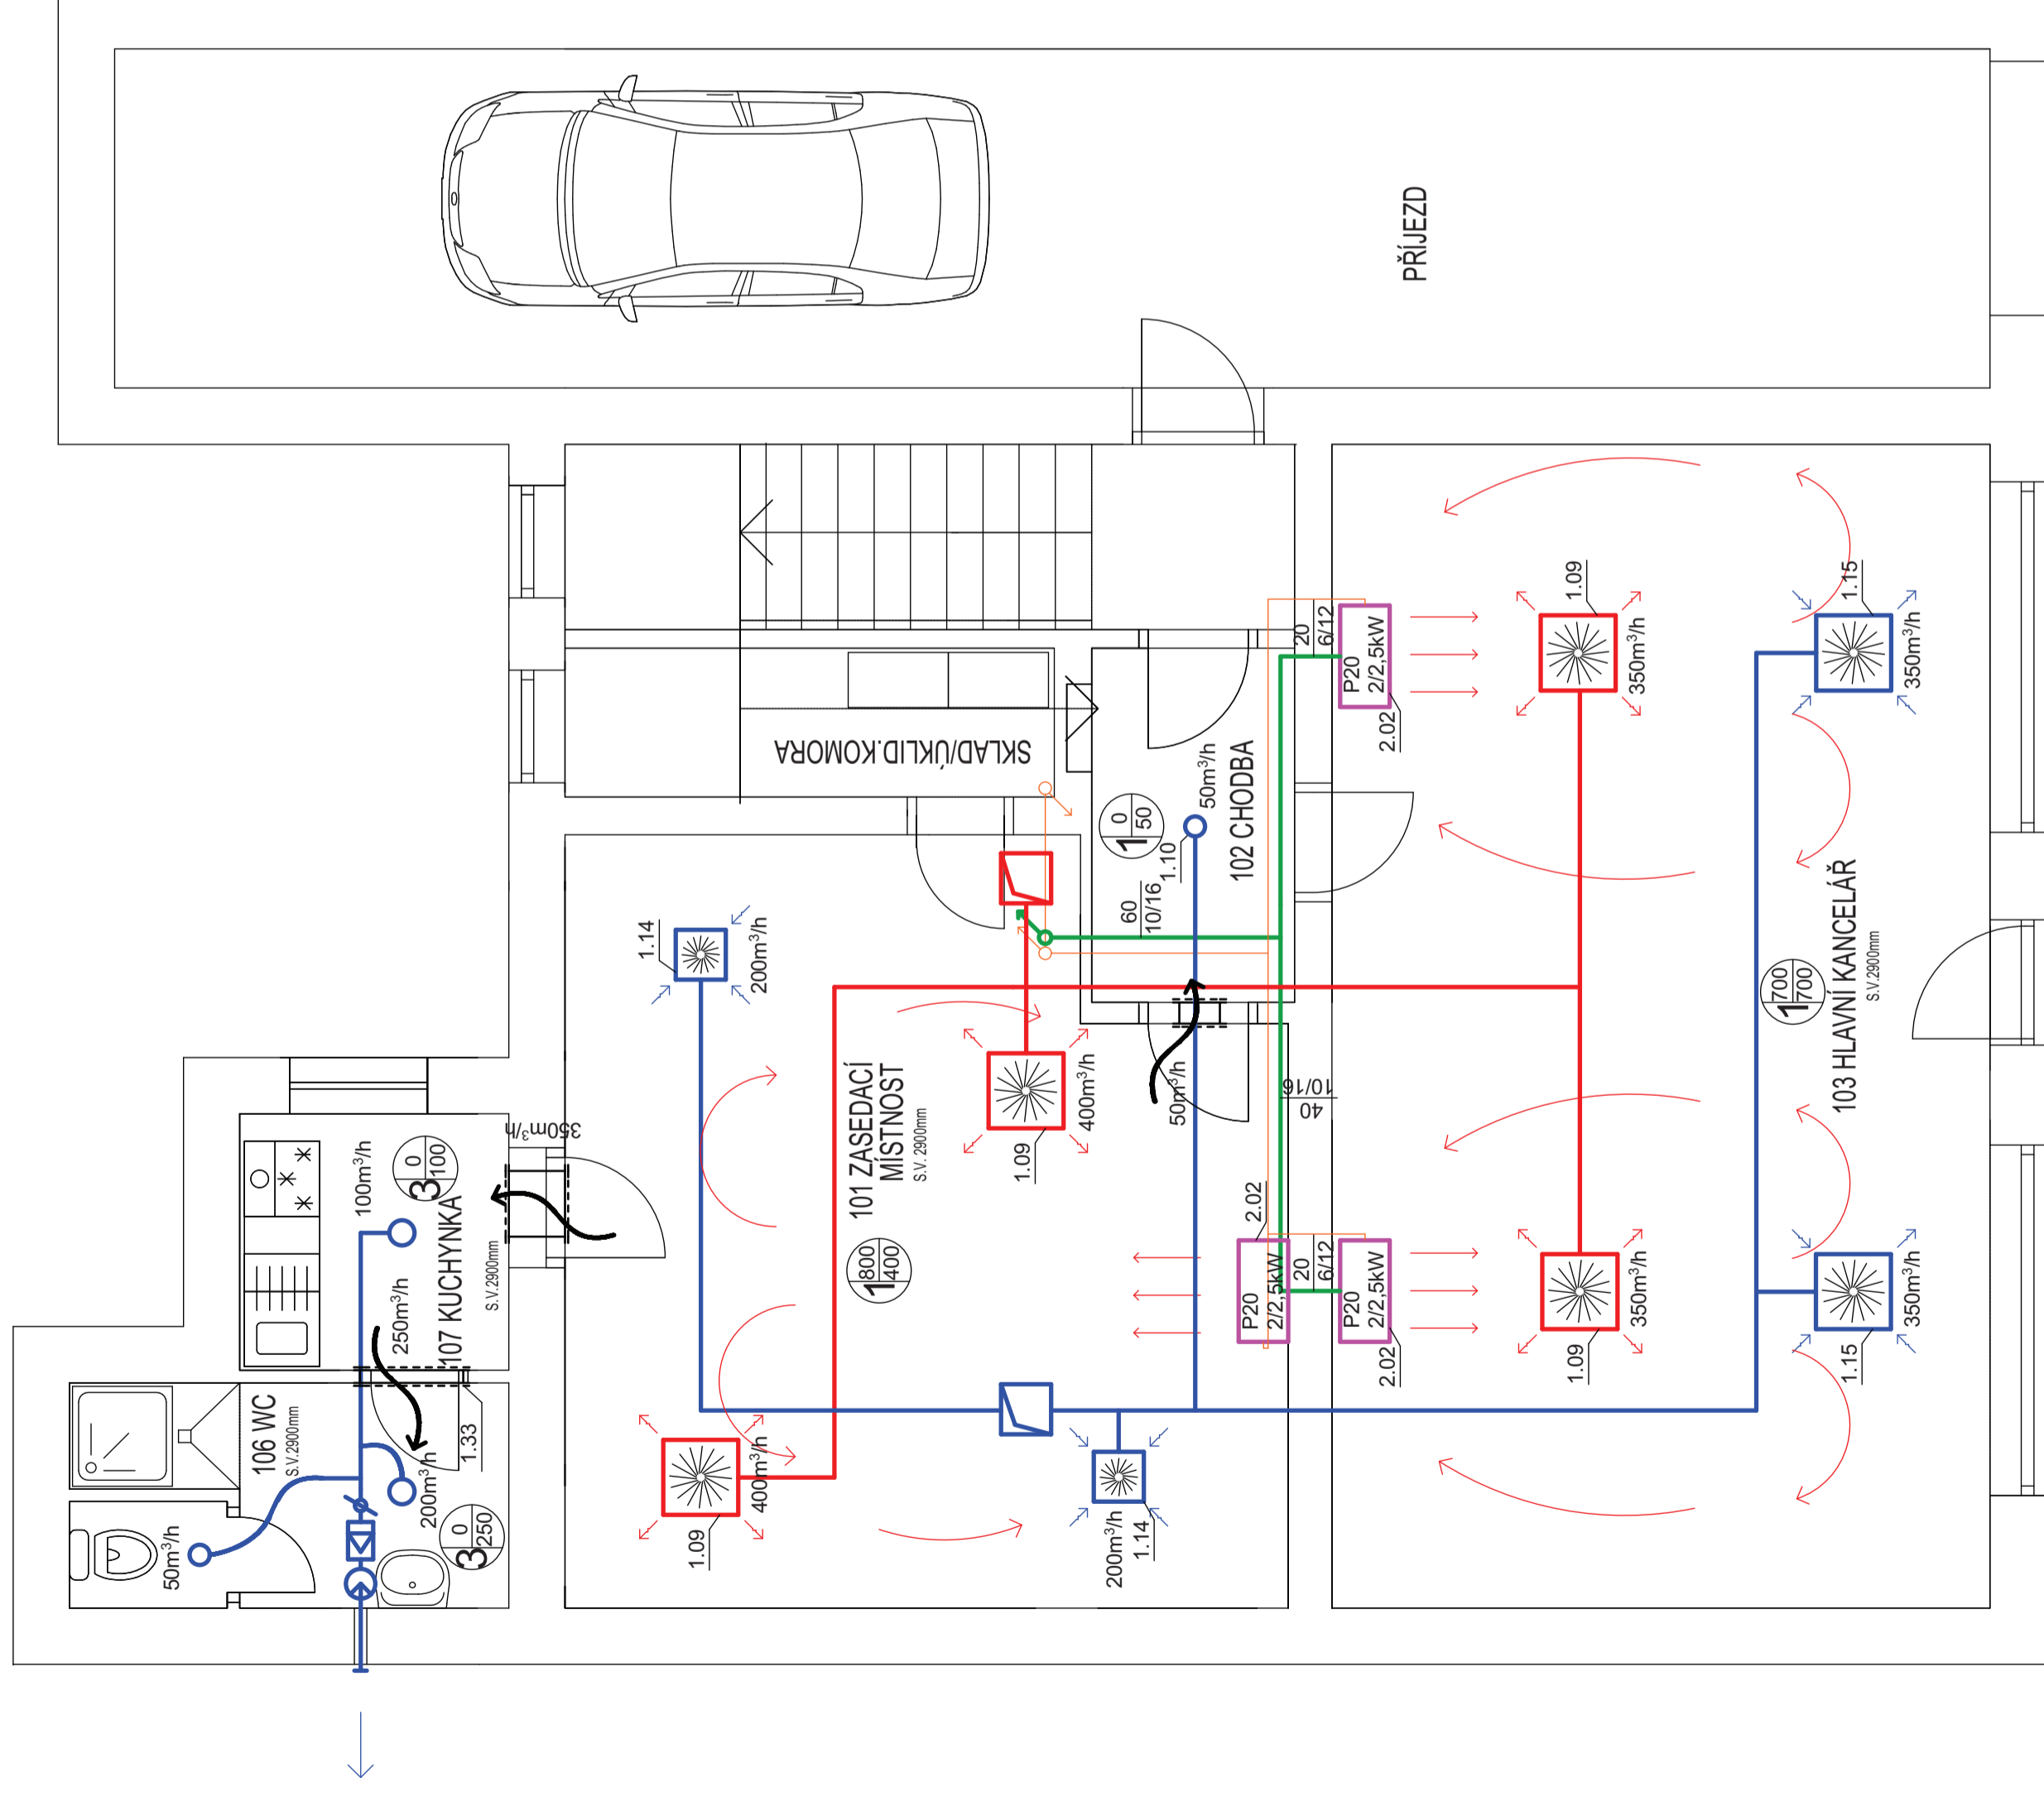 PŘÍJEZD
SKLAD/ÚKLID.KOMORA
102 CHODBA
1 0
50
50m³/h
1.10
60
10/16
20
6/12
P20
2/2,5kW
2.02
1.09
350m³/h
1.15
350m³/h
1.14
200m³/h
101 ZASEDACÍ
MÍSTNOST
S.V. 2900mm
1 800
400
400m³/h
1.09
50m³/h
40
10/16
103 HLAVNÍ KANCELÁŘ
S.V.2900mm
1 700
700
100m³/h
3 0
100
107 KUCHYNKA
S.V.2900mm
350m³/h
250m³/h
106 WC
S.V.2900mm
1.33
200m³/h
3 0
250
50m³/h
400m³/h
1.09
200m³/h
1.14
2.02
P20
2/2,5kW
20
6/12
P20
2/2,5kW
2.02
350m³/h
1.09
350m³/h
1.15